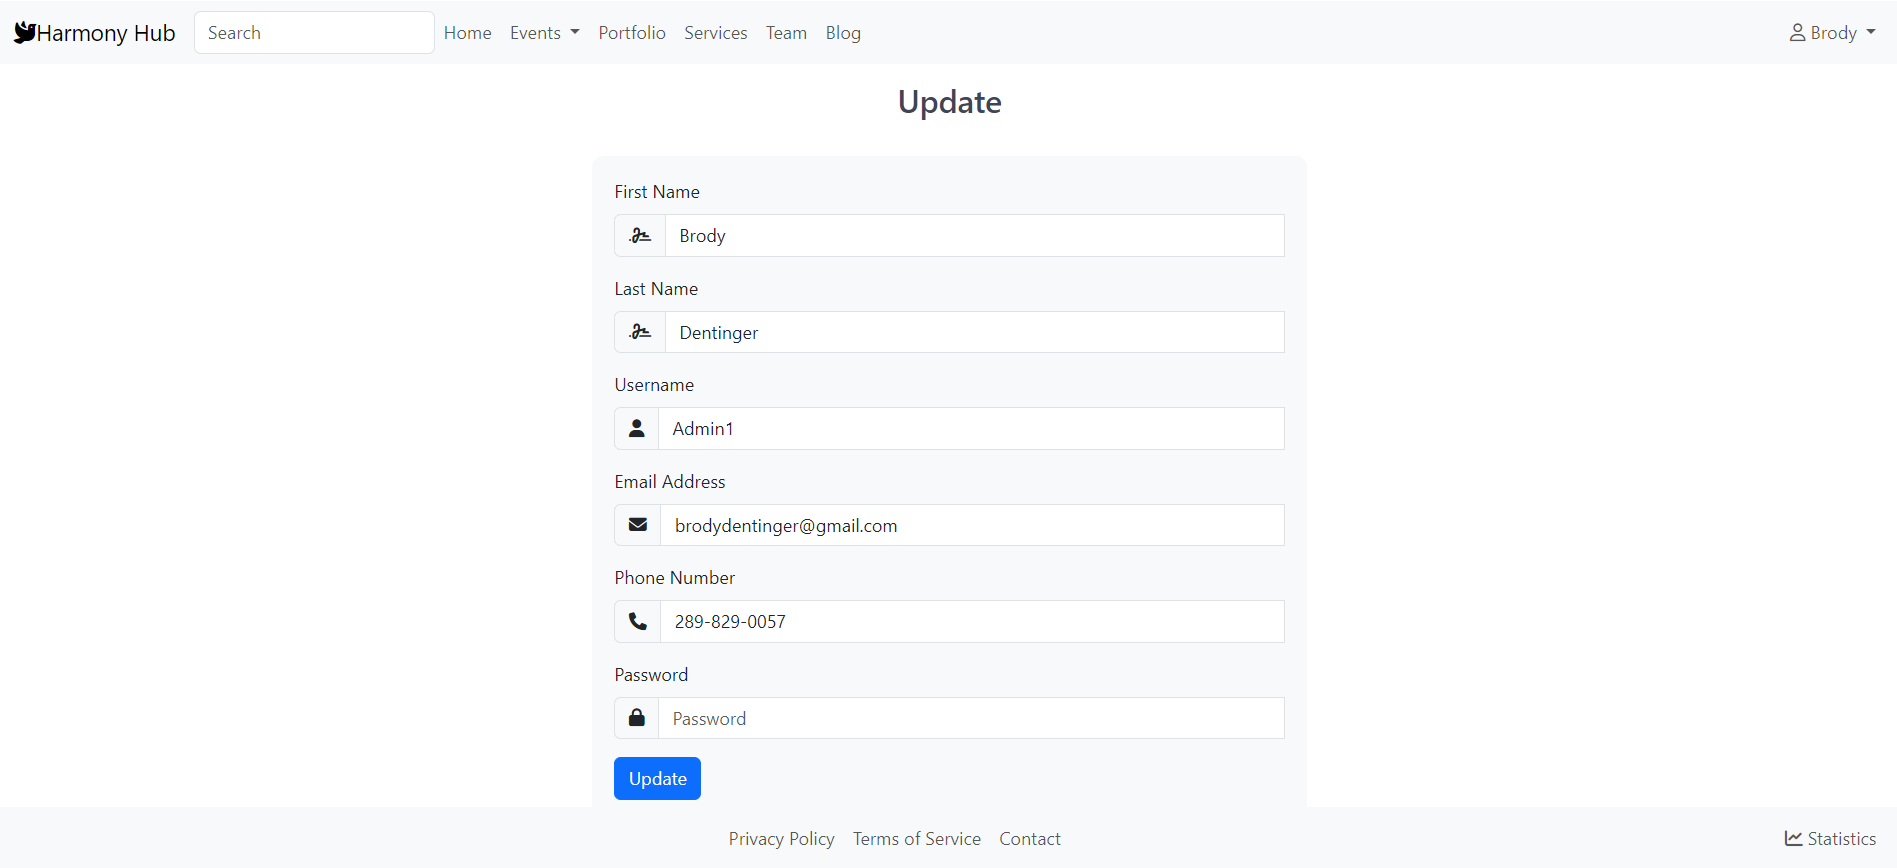 Harmony Hub Search Home Events Portfolio Services Team Blog Brody
Update
First Name
Brody
Last Name
Dentinger
Username
Admin1
Email Address
brodydentinger@gmail.com
Phone Number
289-829-0057
Password
Password
Update
Privacy Policy Terms of Service Contact Statistics